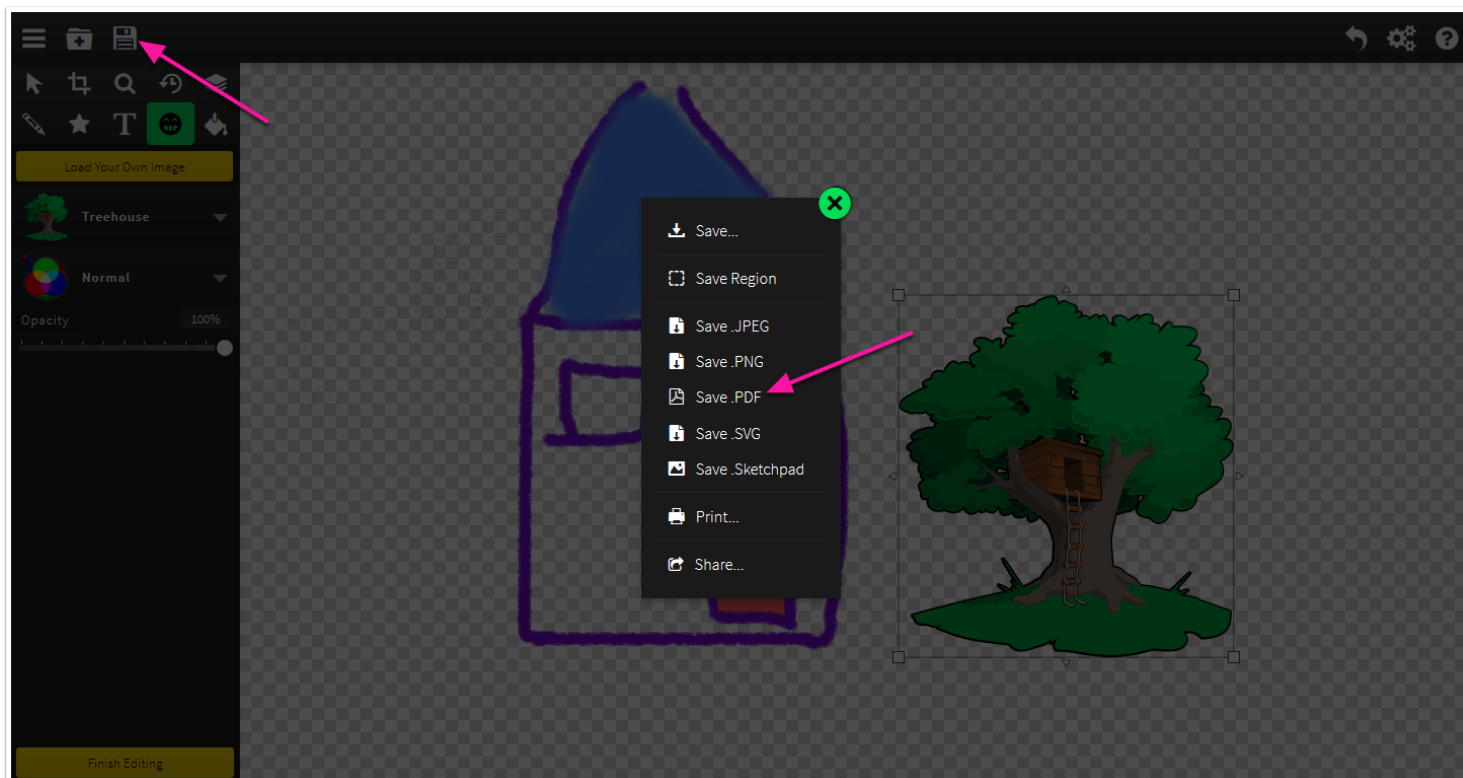 T
Load Your Own Image
Treehouse
Normal
Opacity 100%
Finish Editing
Save...
Save Region
Save .JPEG
Save .PNG
Save .PDF
Save .SVG
Save .Sketchpad
Print...
Share...